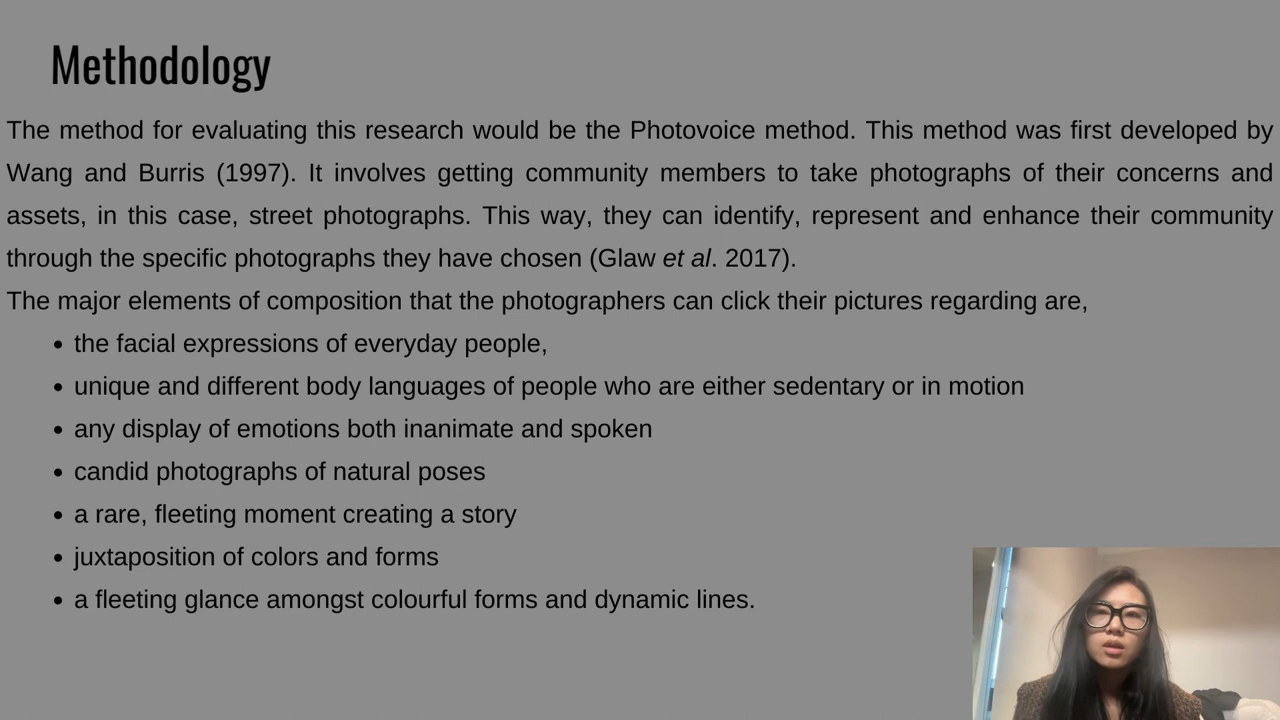 Methodology
The method for evaluating this research would be the Photovoice method. This method was first developed by
Wang and Burris (1997). It involves getting community members to take photographs of their concerns and
assets, in this case, street photographs. This way, they can identify, represent and enhance their community
through the specific photographs they have chosen (Glaw et al. 2017).
The major elements of composition that the photographers can click their pictures regarding are,
• the facial expressions of everyday people,
• unique and different body languages of people who are either sedentary or in motion
• any display of emotions both inanimate and spoken
• candid photographs of natural poses
• a rare, fleeting moment creating a story
• juxtaposition of colors and forms
• a fleeting glance amongst colourful forms and dynamic lines.